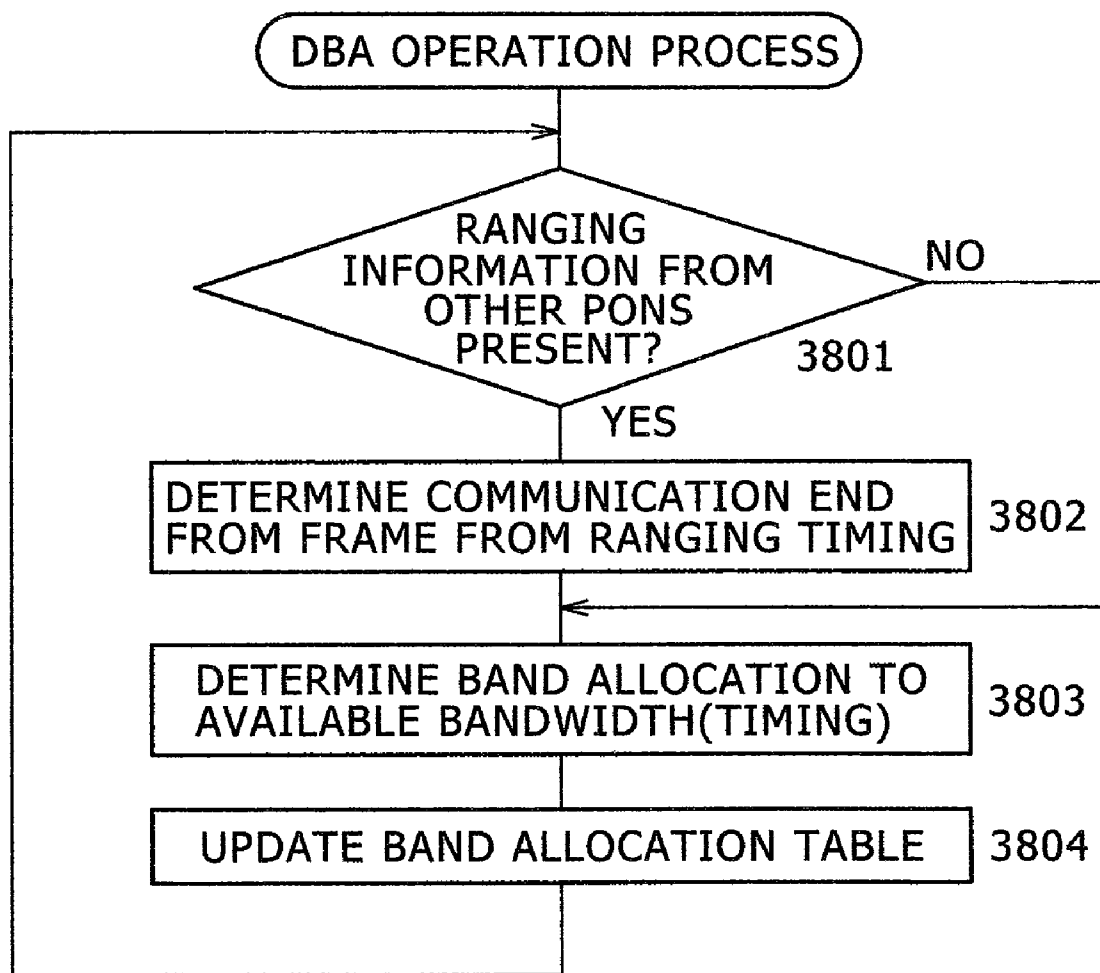 DBA OPERATION PROCESS
RANGING
INFORMATION FROM
OTHER PONS
PRESENT?
NO
3801
YES
DETERMINE COMMUNICATION END
FROM FRAME FROM RANGING TIMING
3802
DETERMINE BAND ALLOCATION TO
AVAILABLE BANDWIDTH(TIMING)
3803
UPDATE BAND ALLOCATION TABLE
3804